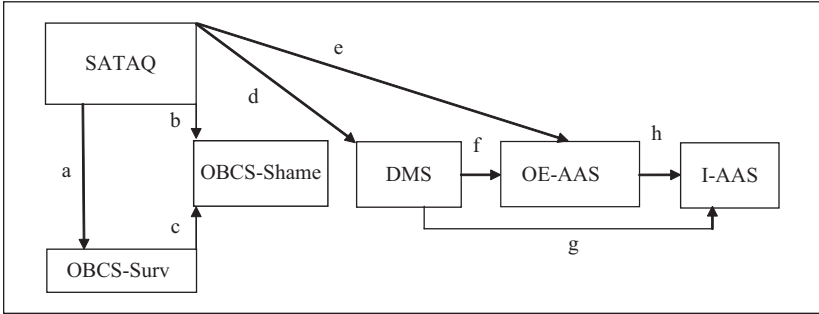 SATAQ
e
d
b
f
h
OBCS-Shame
DMS
OE-AAS
I-AAS
a
c
g
OBCS-Surv